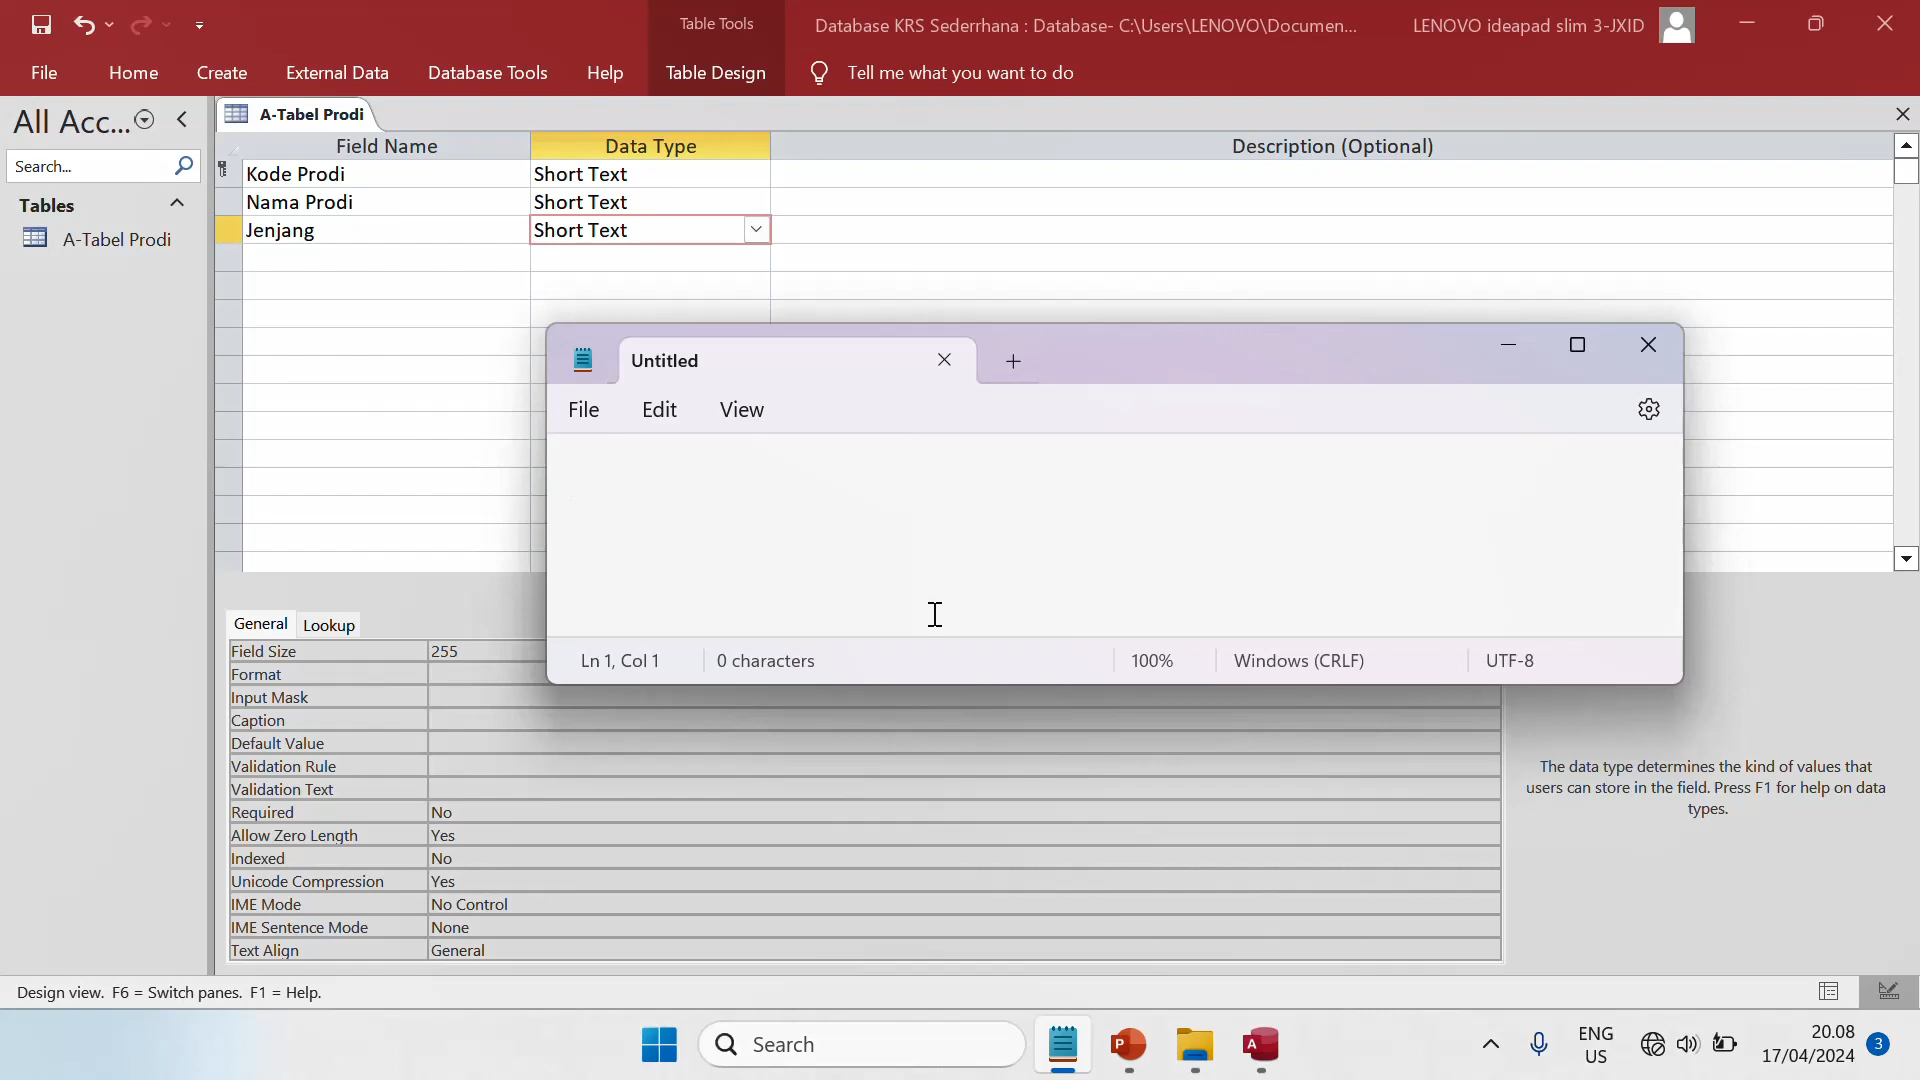 Table Tools
Database KRS Sederrhana : Database- C:\Users\LENOVO\Documen...
LENOVO ideapad slim 3-JXID
File
Home
Create
External Data
Database Tools
Help
Table Design
Tell me what you want to do
All Acc...
A-Tabel Prodi
Search...
Tables
A-Tabel Prodi
Field Name
Data Type
Description (Optional)
Kode Prodi
Short Text
Nama Prodi
Short Text
Jenjang
Short Text
Untitled
File
Edit
View
Ln 1, Col 1
0 characters
100%
Windows (CRLF)
UTF-8
General
Lookup
Field Size
255
Format
Input Mask
Caption
Default Value
Validation Rule
Validation Text
Required
No
Allow Zero Length
Yes
Indexed
No
Unicode Compression
Yes
IME Mode
No Control
IME Sentence Mode
None
Text Align
General
The data type determines the kind of values that
users can store in the field. Press F1 for help on data
types.
Design view. F6 = Switch panes. F1 = Help.
Search
ENG
US
20.08
17/04/2024
3